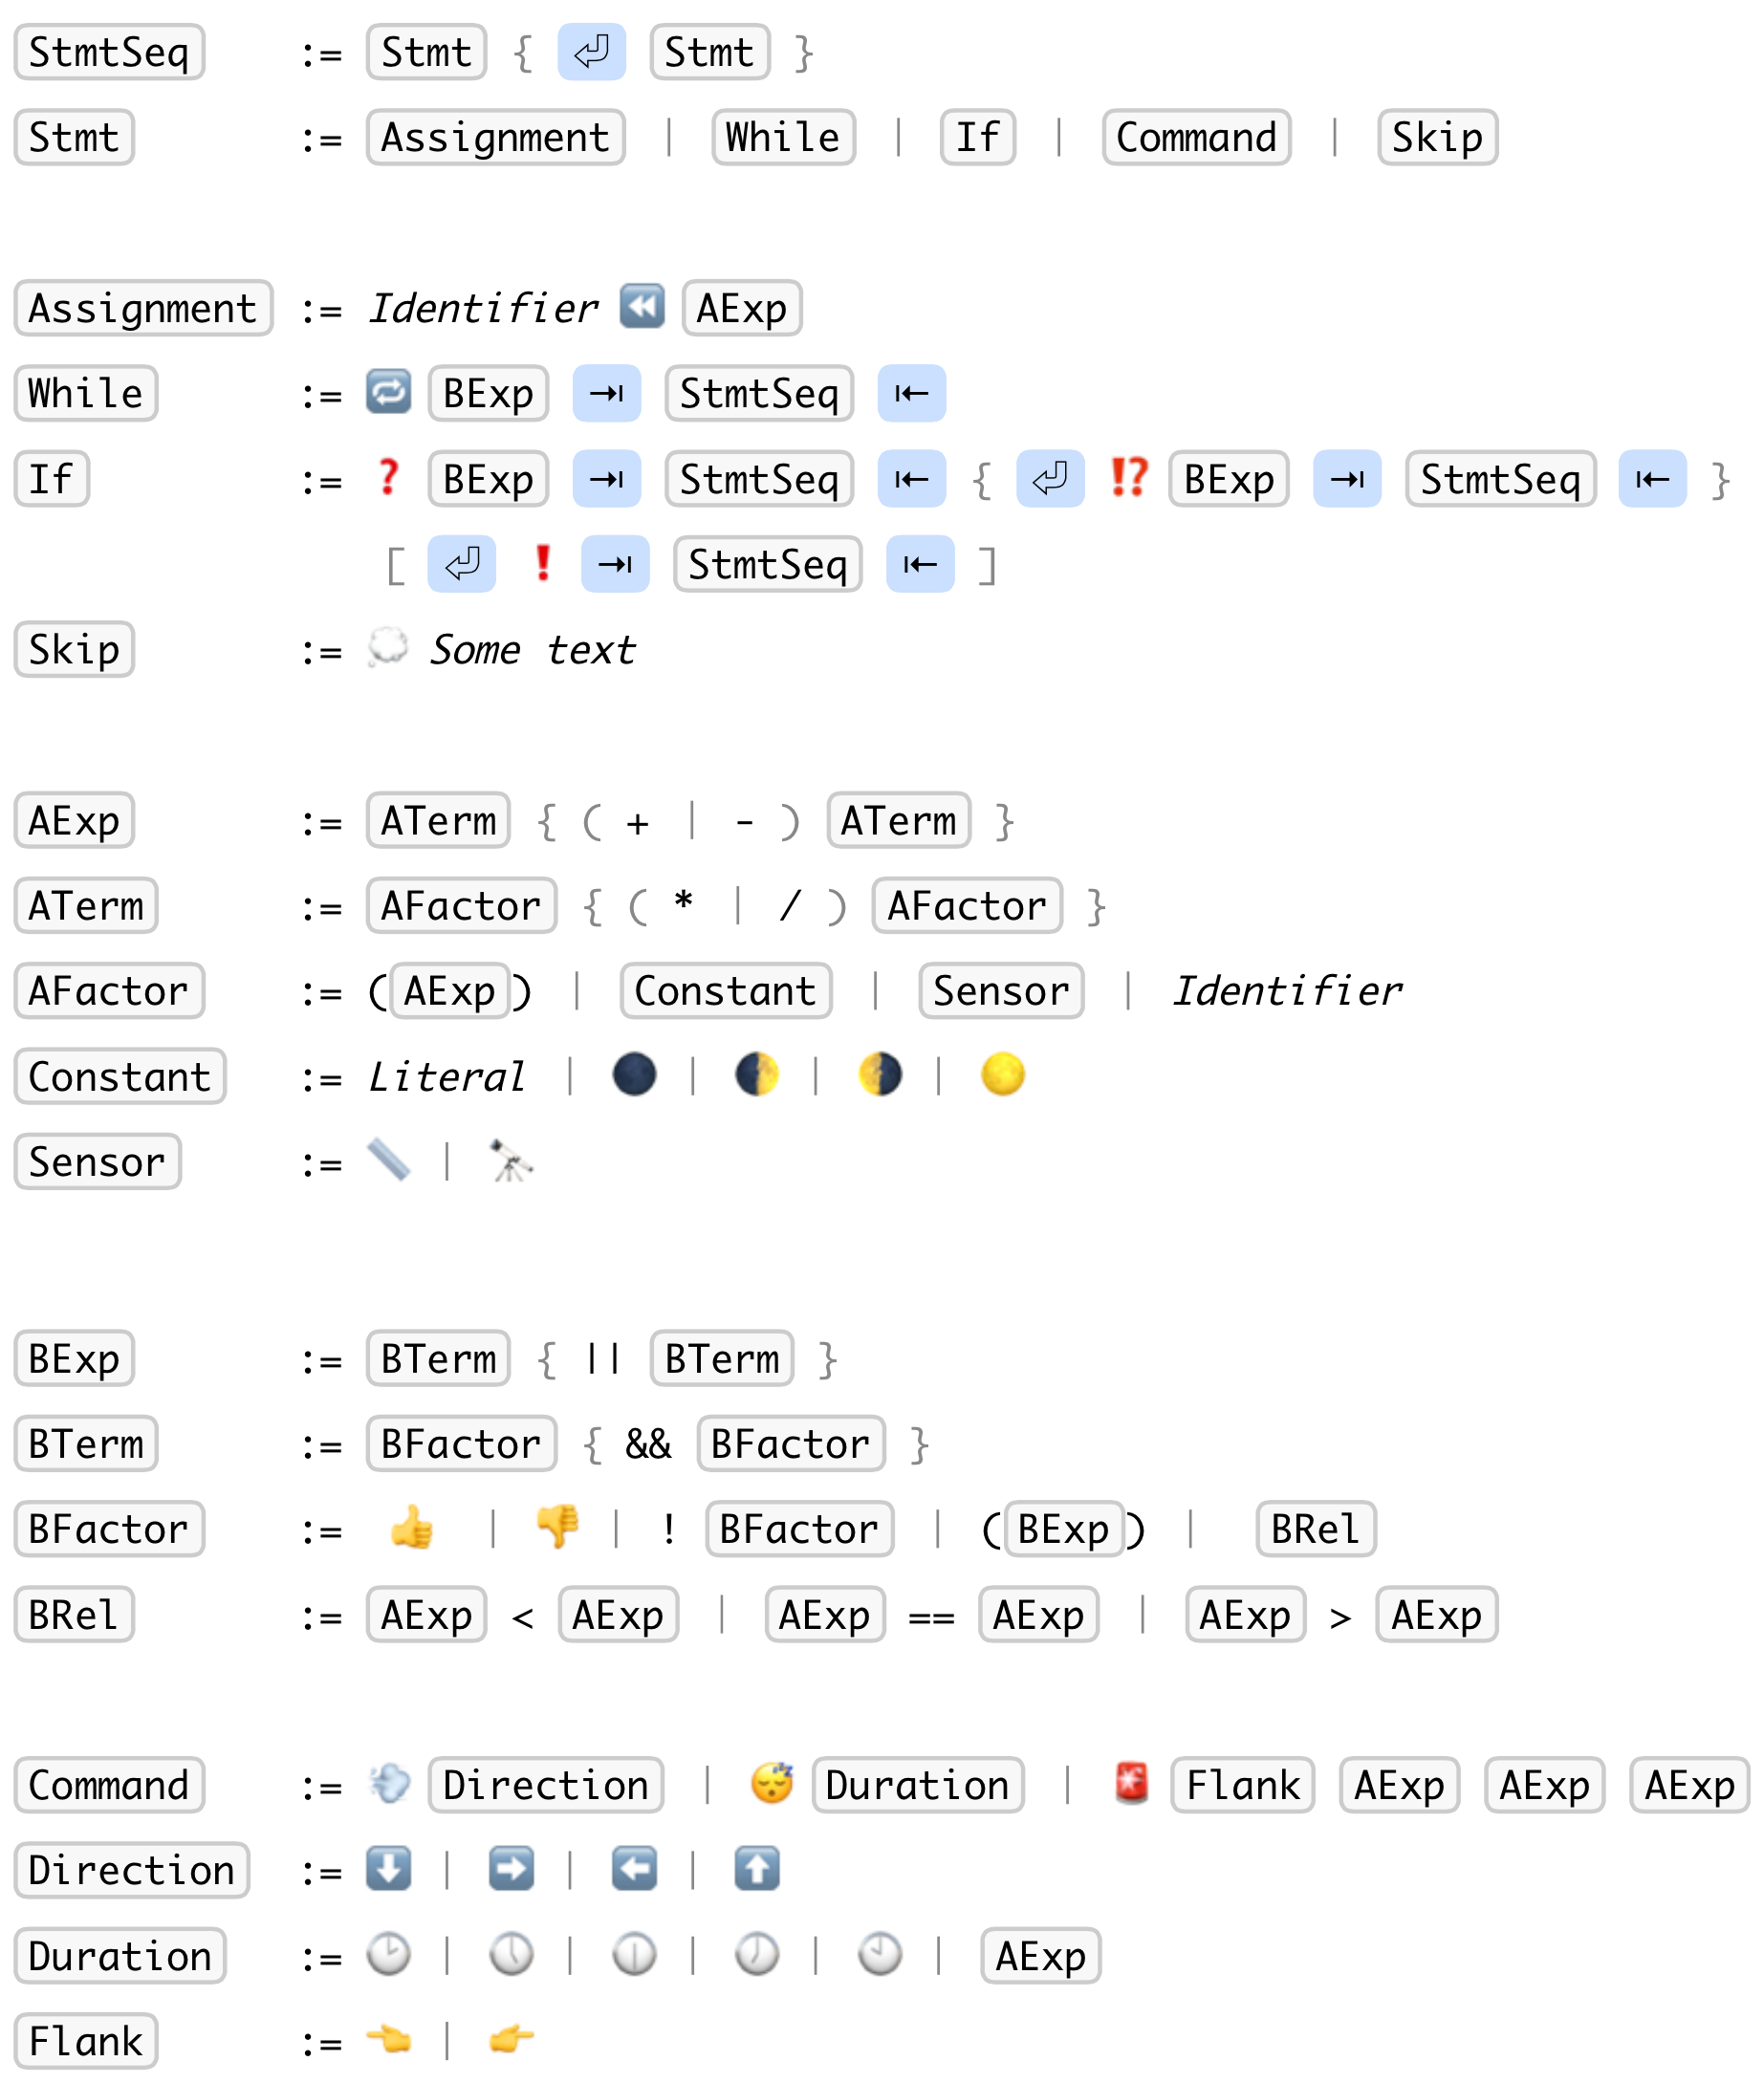 StmtSeq := Stmt { ⏎ Stmt }
Stmt := Assignment | While | If | Command | Skip
Assignment := Identifier ⏪ AExp
While := 🔁 BExp ⇥ StmtSeq ⇤
If := ❓ BExp ⇥ StmtSeq ⇤ { ⏎ ⁉️ BExp ⇥ StmtSeq ⇤ }
[ ⏎ ❗ ⇥ StmtSeq ⇤ ]
Skip := 💭 Some text
AExp := ATerm { ( + | - ) ATerm }
ATerm := AFactor { ( * | / ) AFactor }
AFactor := (AExp) | Constant | Sensor | Identifier
Constant := Literal | 🌑 | 🌓 | 🌗 | 🌕
Sensor := 📏 | 🔭
BExp := BTerm { || BTerm }
BTerm := BFactor { && BFactor }
BFactor := 👍 | 👎 | ! BFactor | (BExp) | BRel
BRel := AExp < AExp | AExp == AExp | AExp > AExp
Command := 💨 Direction | 😴 Duration | 🚨 Flank AExp AExp AExp
Direction := ⬇️ | ➡️ | ⬅️ | ⬆️
Duration := 🕑 | 🕔 | 🕡 | 🕖 | 🕙 | AExp
Flank := 👈 | 👉